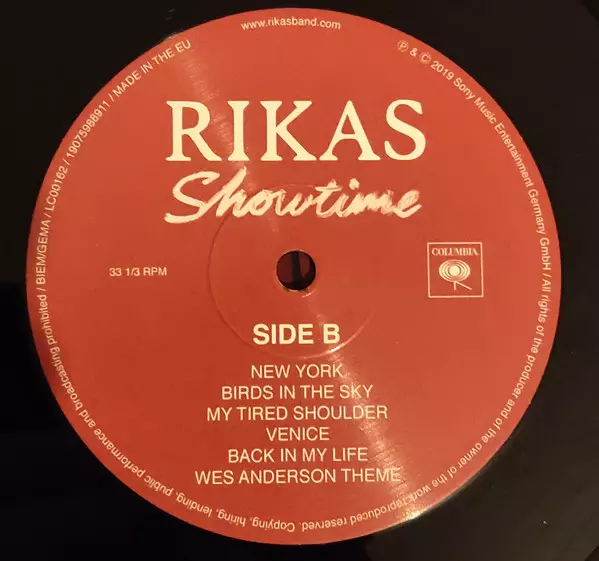 www.rikasband.com
℗ & © 2019 Sony Music Entertainment Germany GmbH / All rights of the producer and of the owner of the work reproduced reserved. Copying, hiring, lending, public performance and broadcasting prohibited / BIEM/GEMA / LC00162 / 19075988911 / MADE IN THE EU
RIKAS
Showtime
33 1/3 RPM
COLUMBIA
SIDE B
NEW YORK
BIRDS IN THE SKY
MY TIRED SHOULDER
VENICE
BACK IN MY LIFE
WES ANDERSON THEME